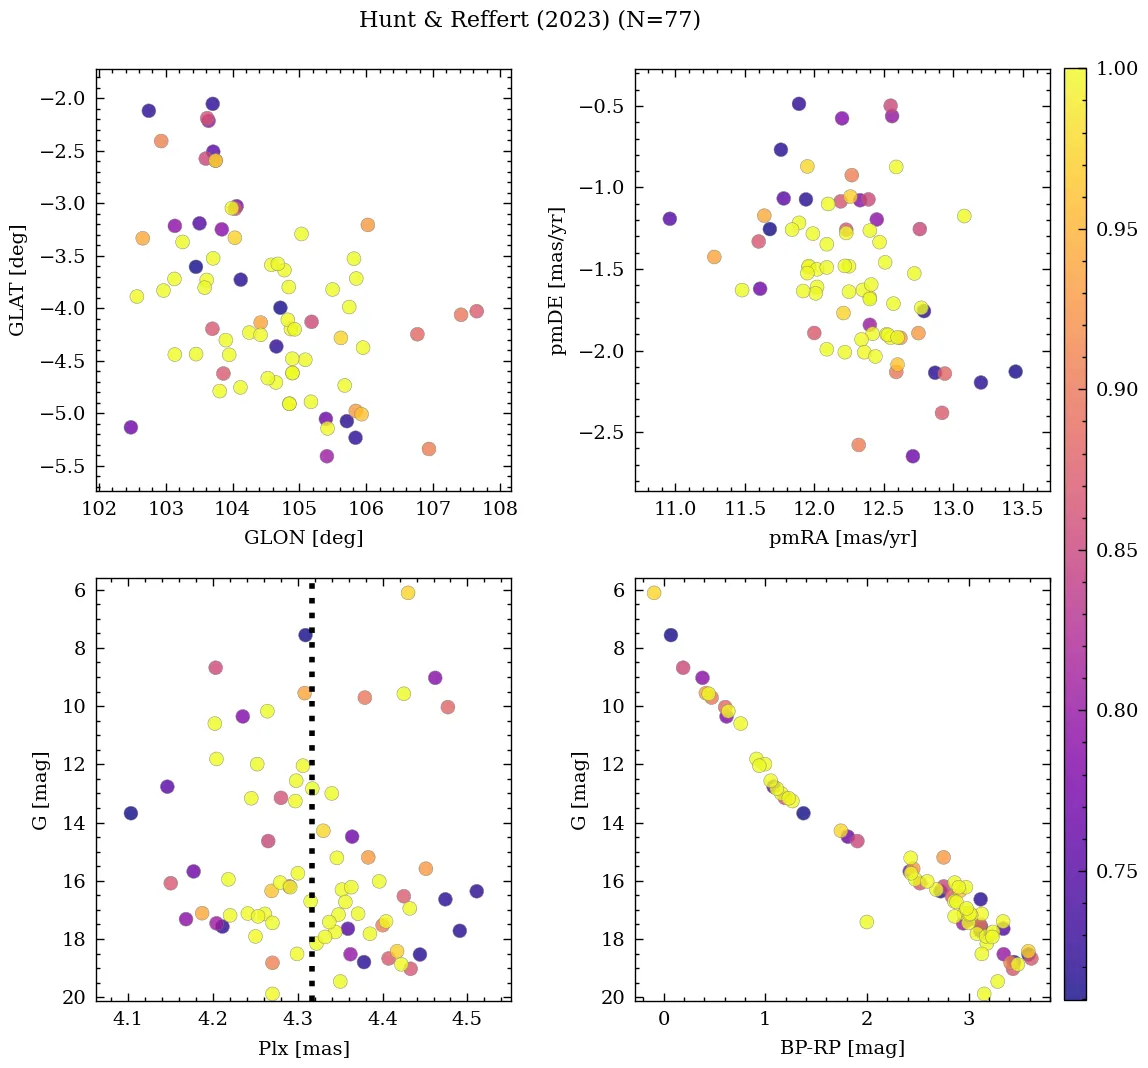 Hunt & Reffert (2023) (N=77)
−2.0
−2.5
−3.0
−3.5
−4.0
−4.5
−5.0
−5.5
GLAT [deg]
102 103 104 105 106 107 108
GLON [deg]
−0.5
−1.0
−1.5
−2.0
−2.5
pmDE [mas/yr]
11.0 11.5 12.0 12.5 13.0 13.5
pmRA [mas/yr]
6
8
10
12
14
16
18
20
G [mag]
4.1 4.2 4.3 4.4 4.5
Plx [mas]
6
8
10
12
14
16
18
20
G [mag]
0 1 2 3
BP-RP [mag]
1.00
0.95
0.90
0.85
0.80
0.75